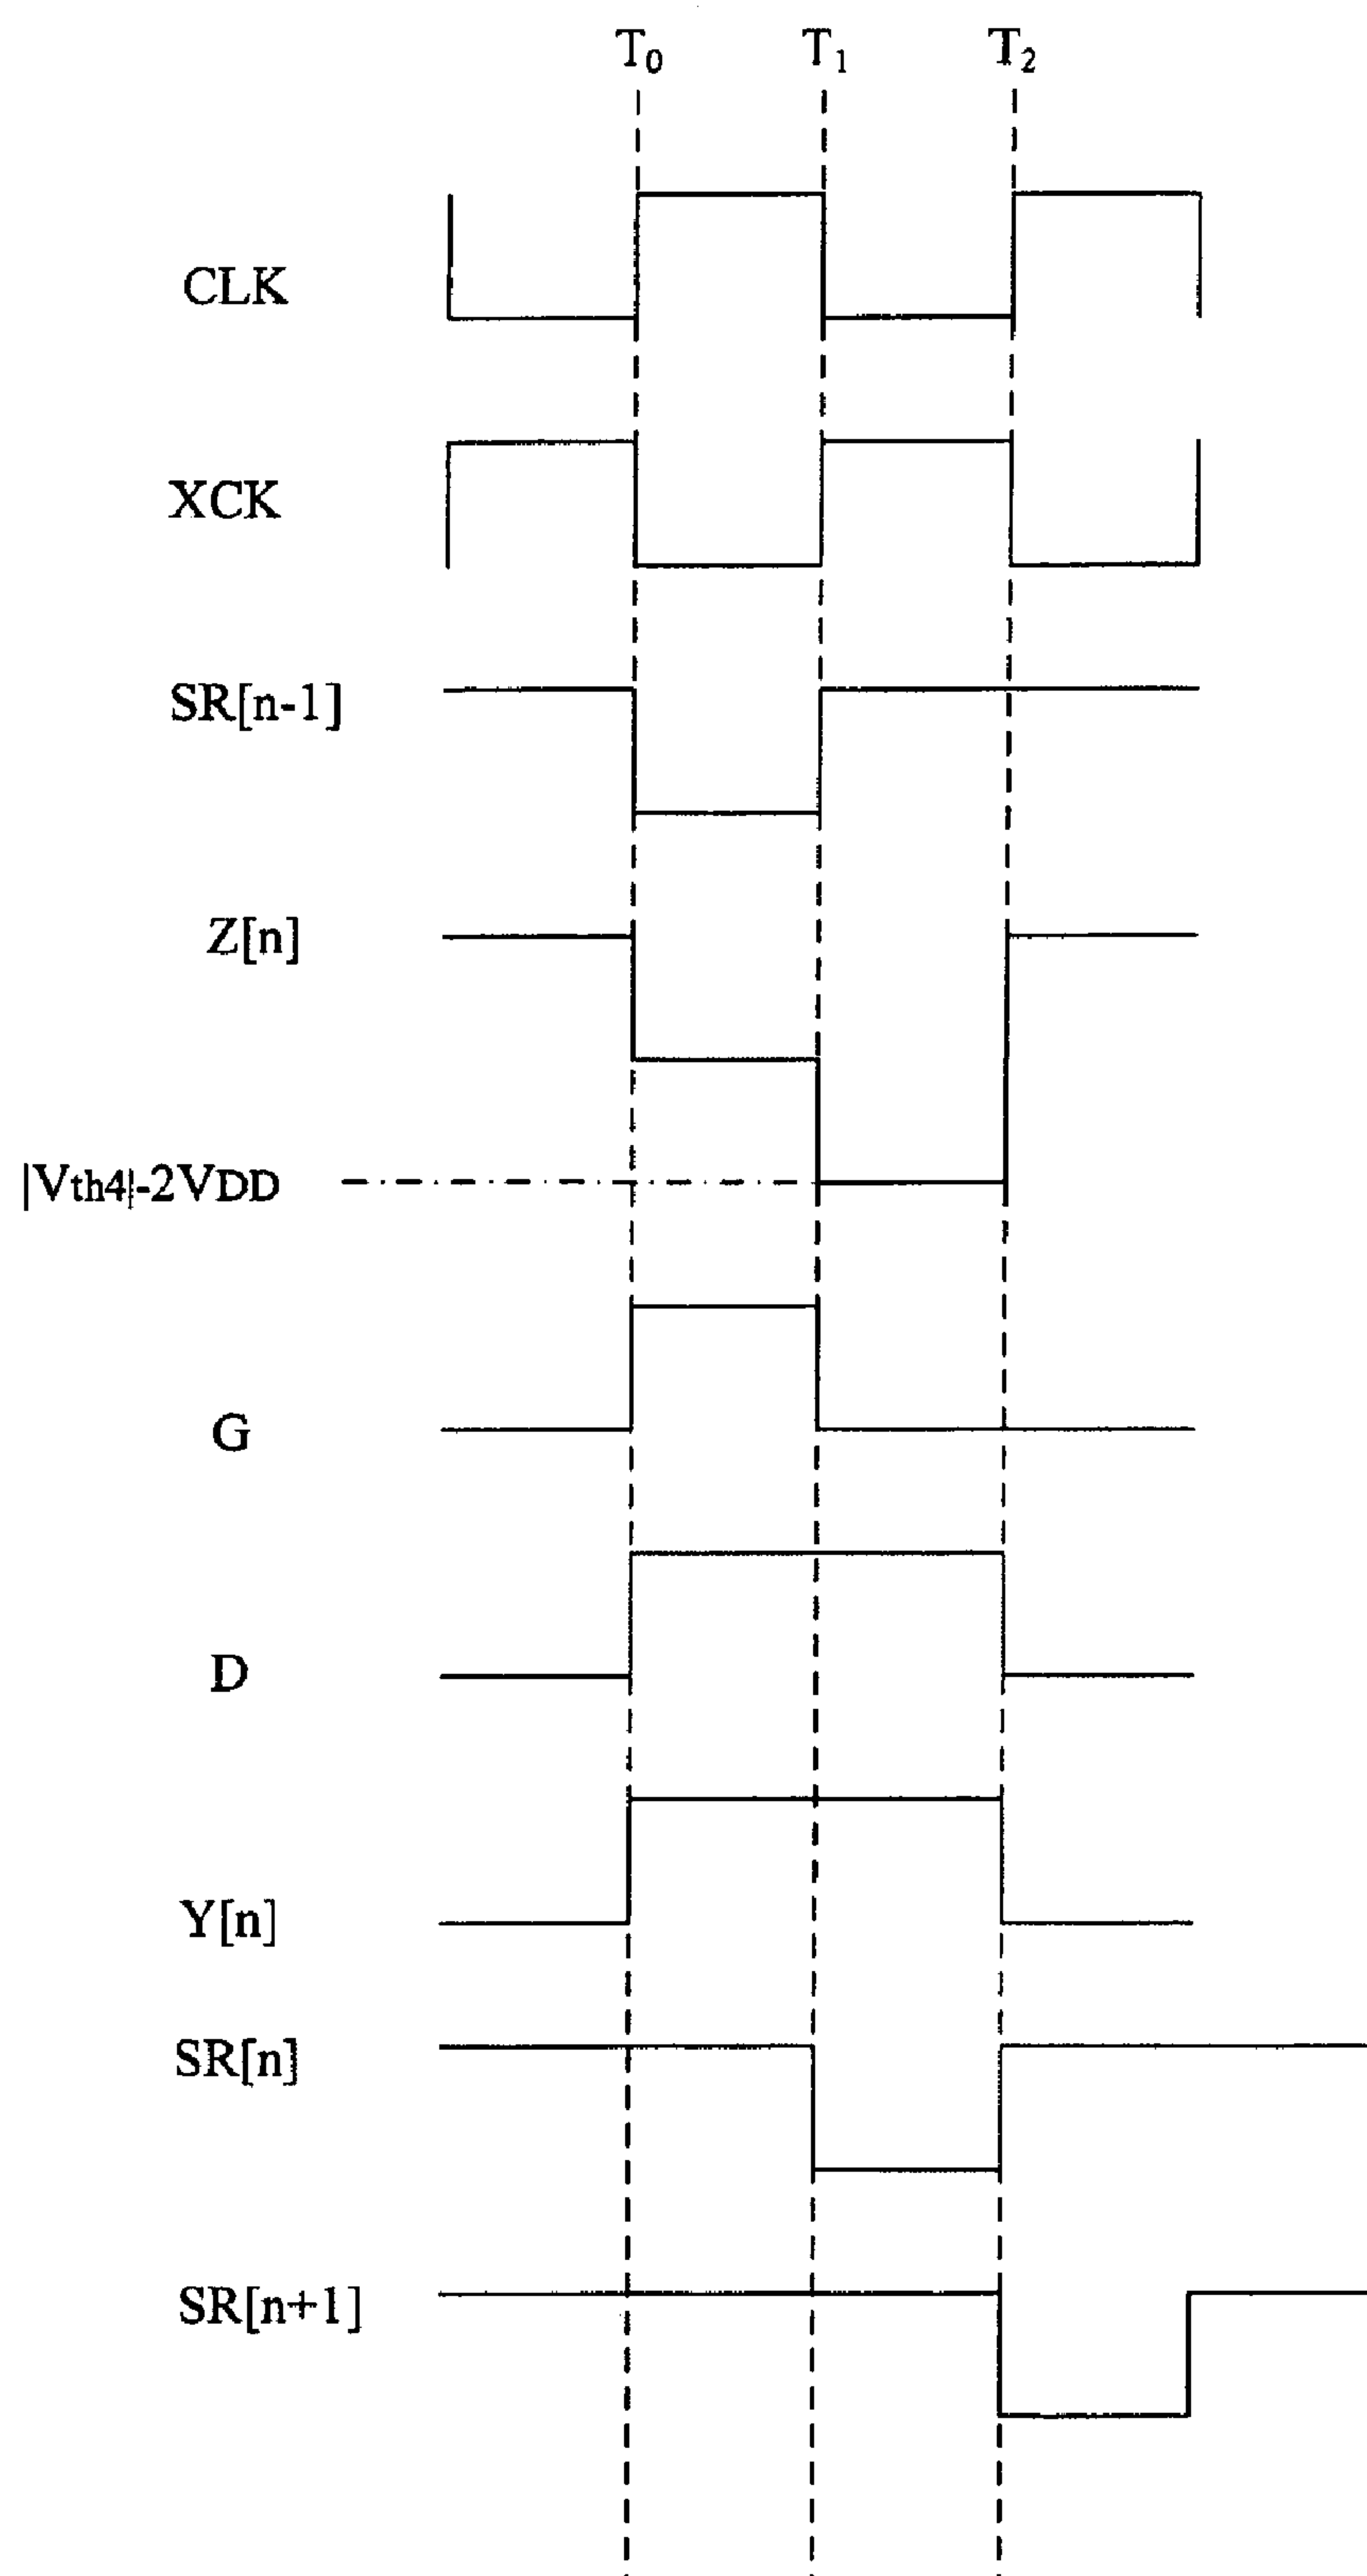 T0 T1 T2
CLK
XCK
SR[n-1]
Z[n]
|Vth4|-2VDD
G
D
Y[n]
SR[n]
SR[n+1]